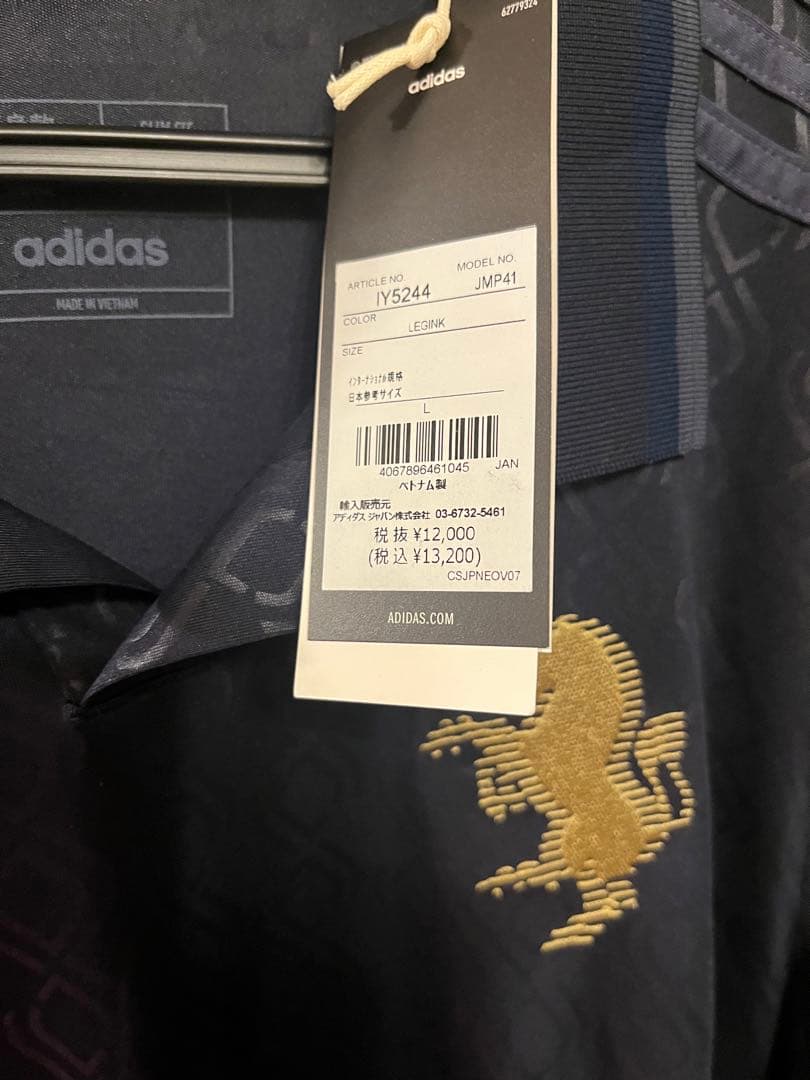 62779324
adidas
SLIM FIT
adidas
MADE IN VIETNAM
ARTICLE NO.
MODEL NO.
IY5244
JMP41
COLOR
LEGINK
SIZE
ｲﾝﾀｰﾅｼｮﾅﾙ規格
日本参考サイズ
L
4067896461045
JAN
ベトナム製
輸入販売元
アディダス ジャパン株式会社 03-6732-5461
税 抜 ¥12,000
(税 込 ¥13,200)
CSJPNEOV07
ADIDAS.COM